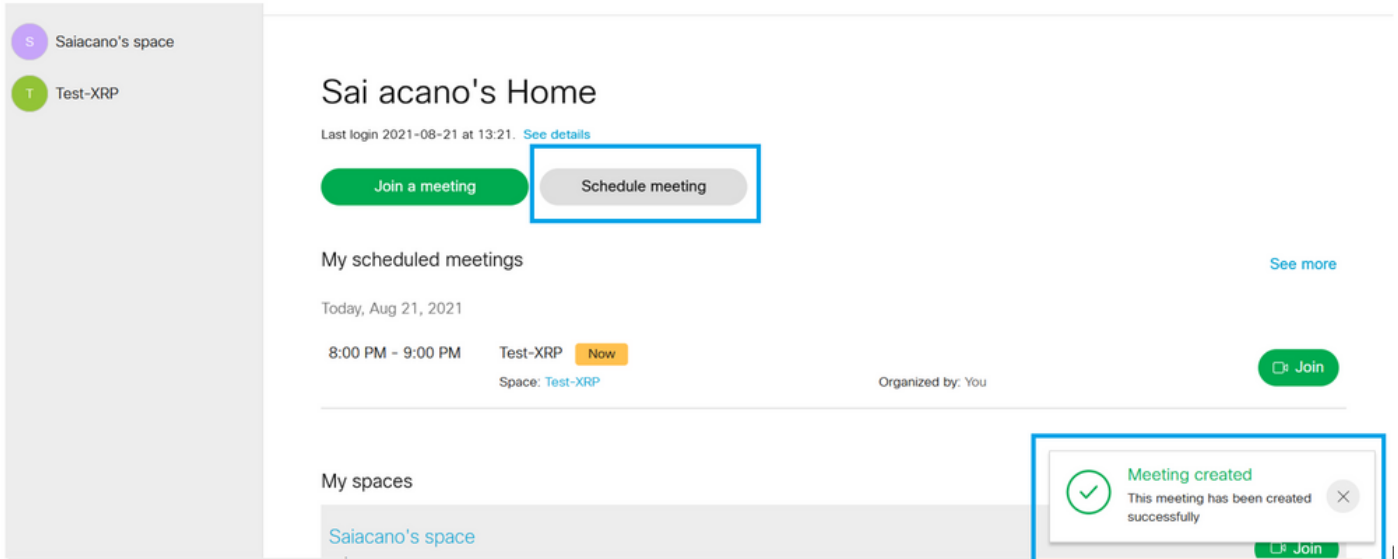 S Saiacano's space
T Test-XRP
Sai acano's Home
Last login 2021-08-21 at 13:21. See details
Join a meeting Schedule meeting
My scheduled meetings See more
Today, Aug 21, 2021
8:00 PM - 9:00 PM Test-XRP Now
Space: Test-XRP Organized by: You Join
My spaces
Meeting created
This meeting has been created
successfully
Saiacano's space
Join